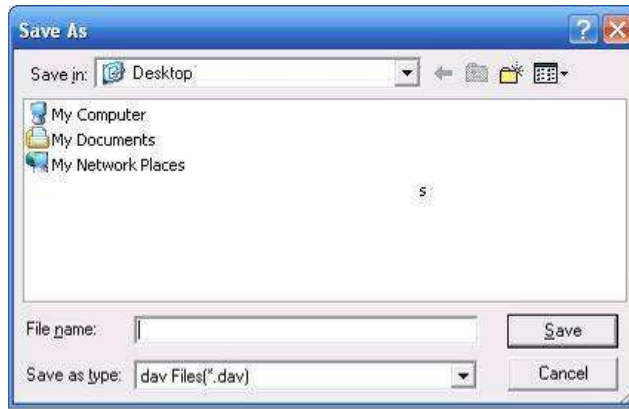 Save As
Save in: Desktop
My Computer
My Documents
My Network Places
s
File name: Save
Save as type: dav Files(*.dav) Cancel